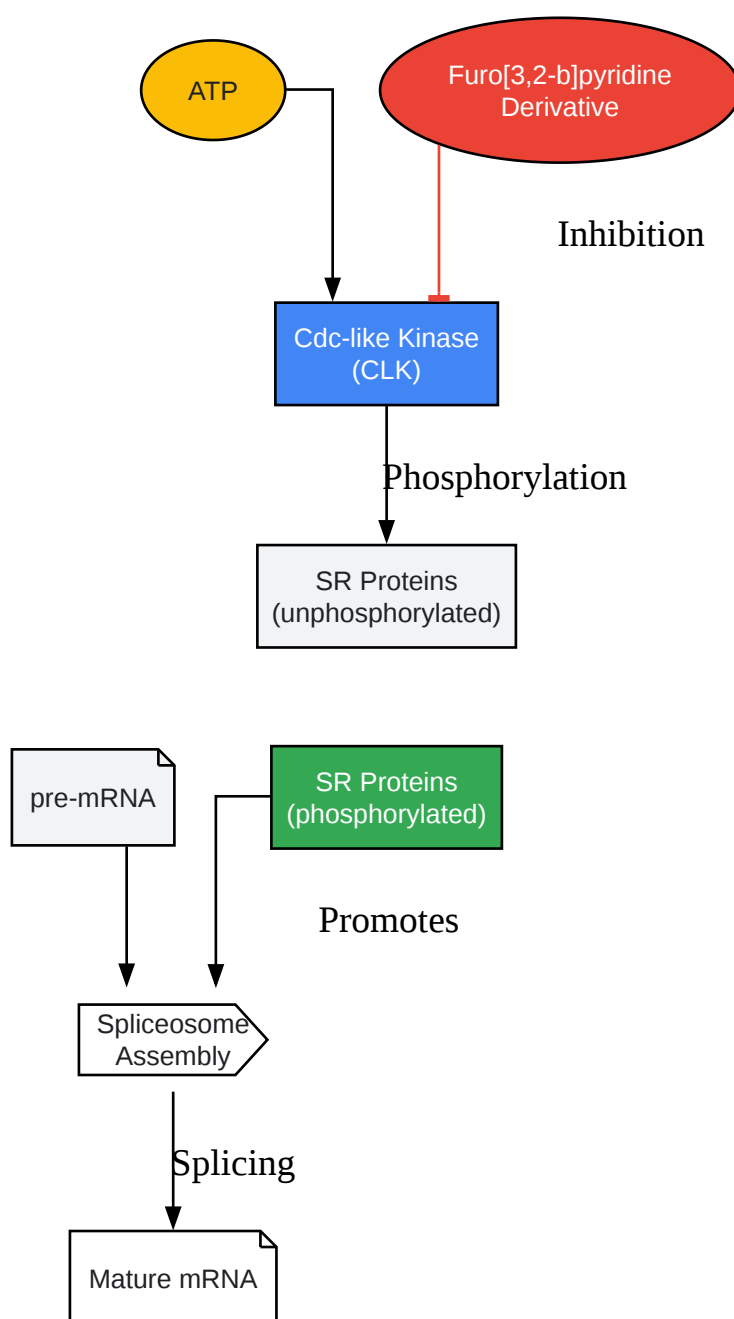 ATP
Furo[3,2-b]pyridine
Derivative
Inhibition
Cdc-like Kinase
(CLK)
Phosphorylation
SR Proteins
(unphosphorylated)
pre-mRNA
SR Proteins
(phosphorylated)
Promotes
Spliceosome
Assembly
Splicing
Mature mRNA